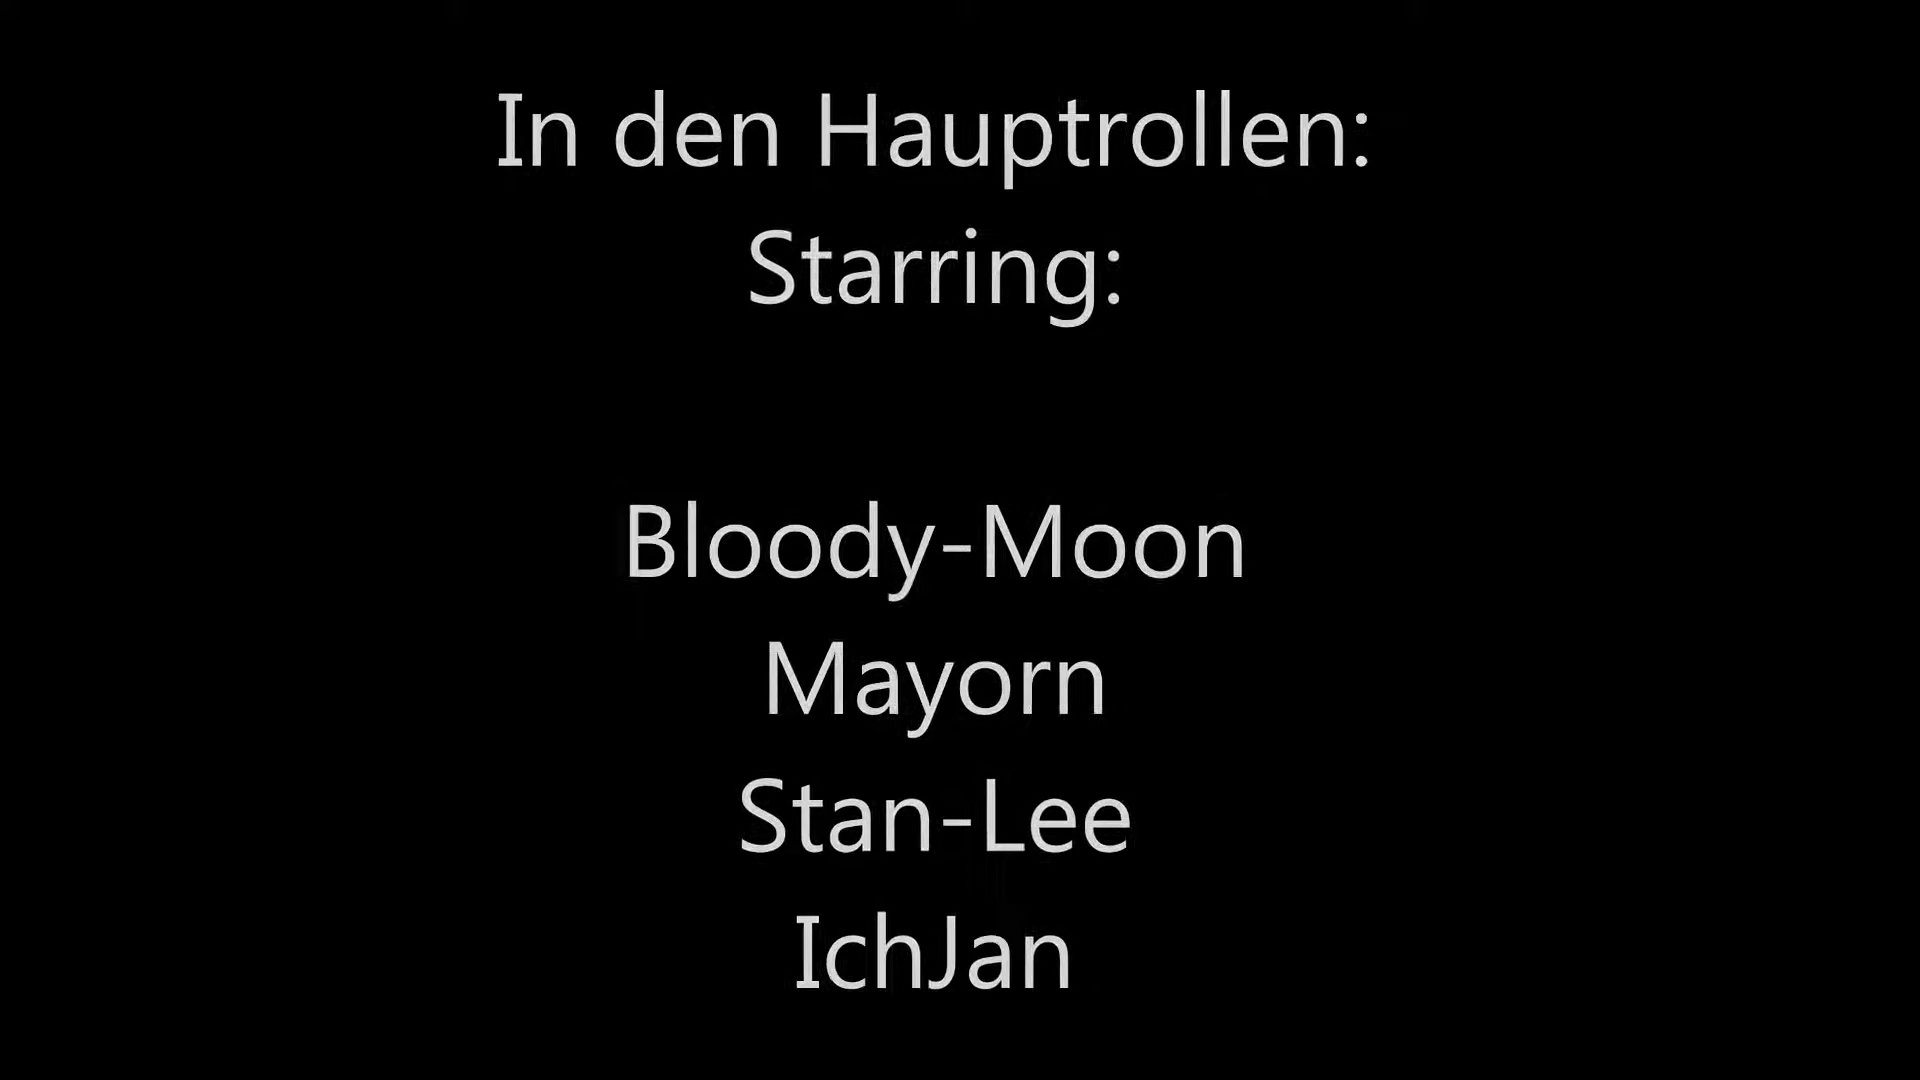 In den Hauptrollen:
Starring:
Bloody-Moon
Mayorn
Stan-Lee
IchJan